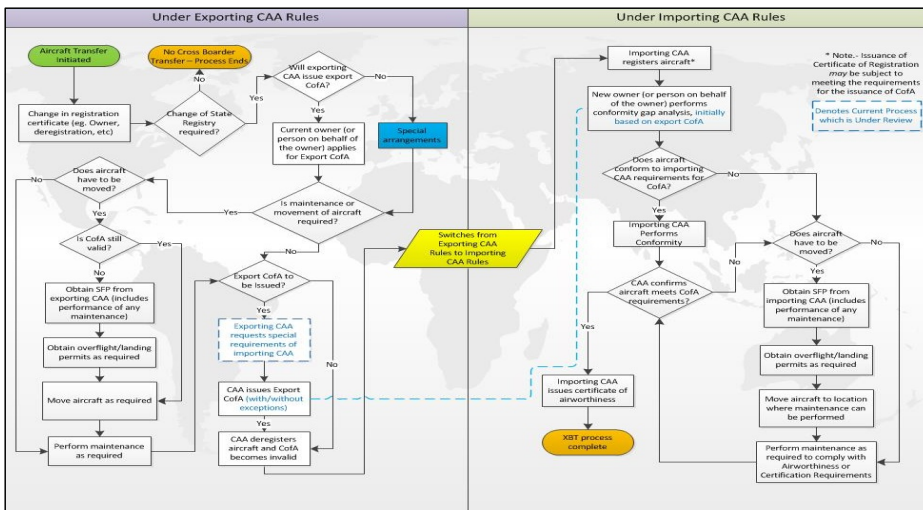 Under Exporting CAA Rules
Under Importing CAA Rules
Aircraft Transfer
Initiated
No Cross Boarder
Transfer – Process Ends
Will exporting
CAA issue export
CofA?
No
Yes
No
Change in registration
certificate (eg. Owner,
deregistration, etc)
Change of State
Registry
required?
Current owner (or
person on behalf
of the owner)
applies
for Export CofA
Special
arrangements
Does aircraft
have to be
moved?
No
Yes
Yes
Is maintenance or
movement of aircraft
required?
No
Is CofA still
valid?
Yes
No
Export CofA to
be Issued?
Yes
No
Obtain SFP from
exporting CAA (includes
performance of any
maintenance)
Exporting CAA
requests special
requirements of
importing CAA
Obtain overflight/landing
permits as required
Move aircraft as required
CAA issues Export
CofA (with/without
exceptions)
Yes
Perform maintenance
as required
CAA deregisters
aircraft and CofA
becomes invalid
Switches from
Exporting CAA
Rules to Importing
CAA Rules
Importing CAA
registers aircraft*
* Note.- Issuance of
Certificate of Registration
may be subject to
meeting the requirements
for the issuance of CofA
New owner (or person on behalf
of the owner) performs
conformity gap analysis, initially
based on export CofA
Denotes Current Process
which is Under Review
Does aircraft
conform to importing
CAA requirements for
CofA?
No
Yes
Importing CAA
Performs
Conformity
Does aircraft
have to be
moved?
No
No
Yes
CAA confirms
aircraft meets CofA
requirements?
Yes
Obtain SFP from
importing CAA (includes
performance of any
maintenance)
Obtain overflight/landing
permits as required
Importing CAA
issues certificate of
airworthiness
Move aircraft to location
where maintenance can
be performed
XBT process
complete
Perform maintenance as
required to comply with
Airworthiness or
Certification Requirements